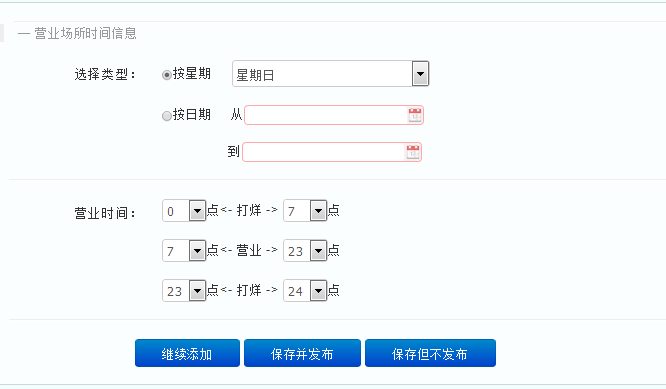 — 营业场所时间信息
选择类型： 按星期 星期日
按日期 从
到
营业时间： 0 点 <- 打烊 -> 7 点
7 点 <- 营业 -> 23 点
23 点 <- 打烊 -> 24 点
继续添加 保存并发布 保存但不发布